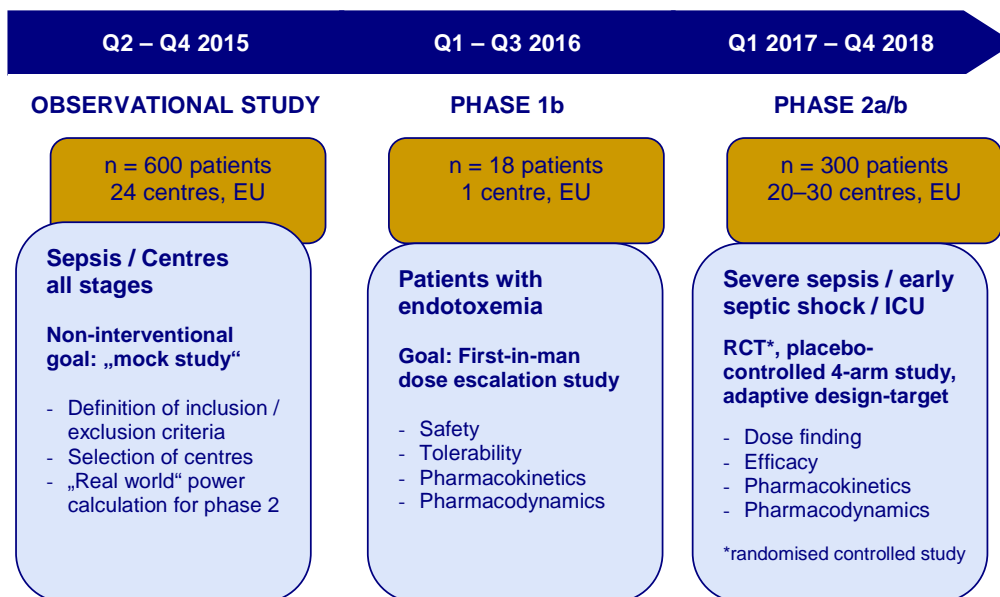 Q2 – Q4 2015
Q1 – Q3 2016
Q1 2017 – Q4 2018
OBSERVATIONAL STUDY
PHASE 1b
PHASE 2a/b
n = 600 patients
24 centres, EU
n = 18 patients
1 centre, EU
n = 300 patients
20–30 centres, EU
Sepsis / Centres
all stages
Non-interventional
goal: „mock study“
- Definition of inclusion /
exclusion criteria
- Selection of centres
- „Real world“ power
calculation for phase 2
Patients with
endotoxemia
Goal: First-in-man
dose escalation study
- Safety
- Tolerability
- Pharmacokinetics
- Pharmacodynamics
Severe sepsis / early
septic shock / ICU
RCT*, placebo-
controlled 4-arm study,
adaptive design-target
- Dose finding
- Efficacy
- Pharmacokinetics
- Pharmacodynamics
*randomised controlled study